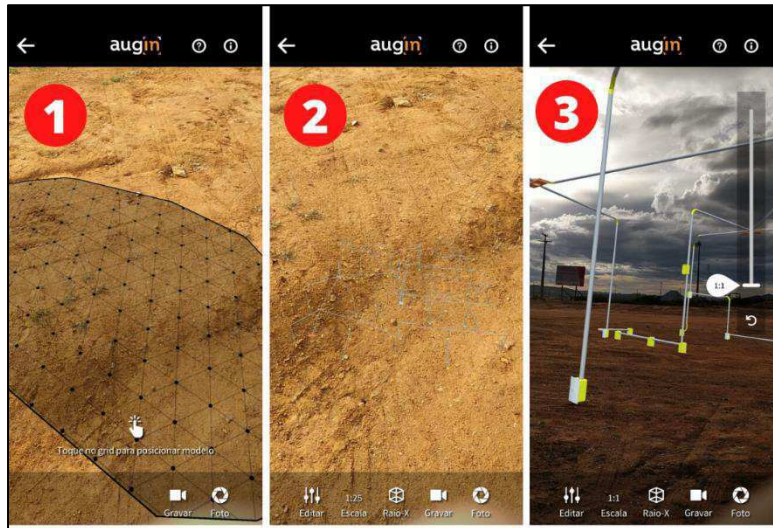 augin
1
Toque no grid para posicionar modelo
Gravar
Foto
augin
2
Editar
1:25
Escala
Raio-X
Gravar
Foto
augin
3
1:1
Editar
1:1
Escala
Raio-X
Gravar
Foto